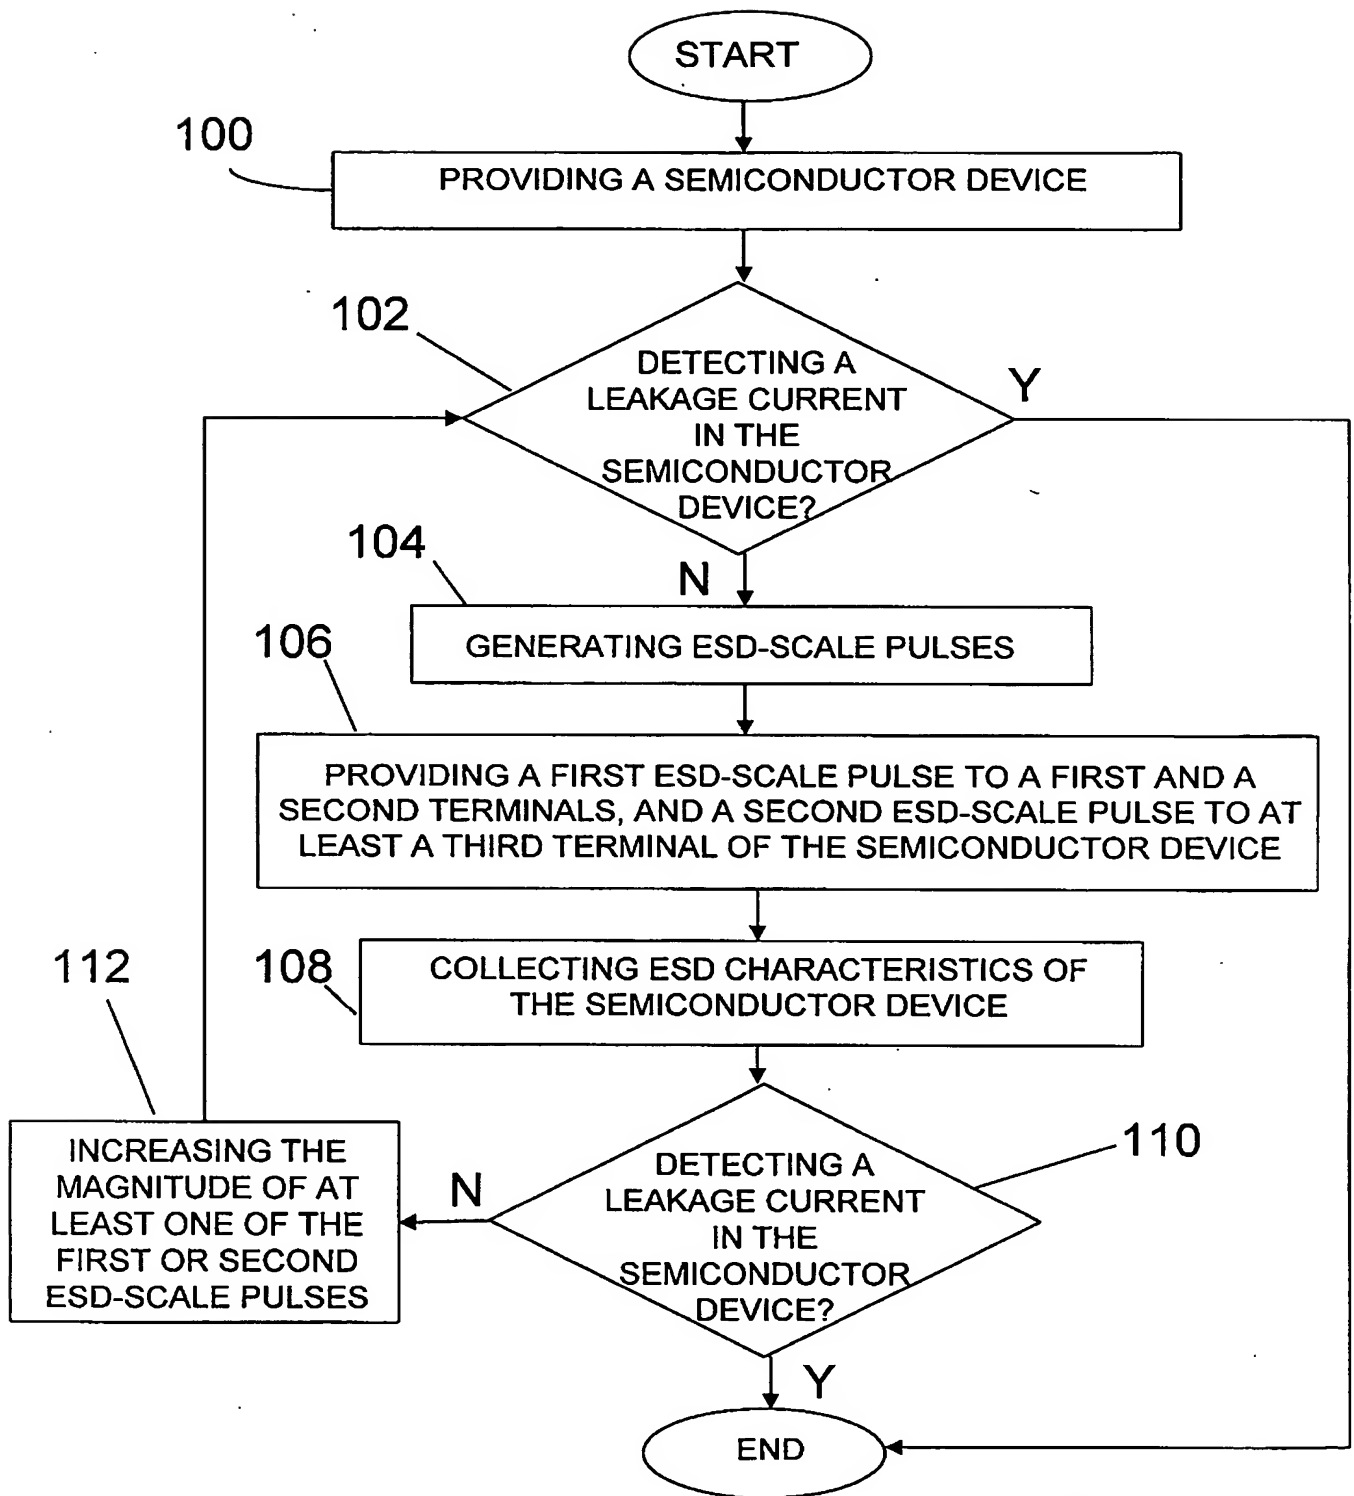 START
100
PROVIDING A SEMICONDUCTOR DEVICE
102
DETECTING A
LEAKAGE CURRENT
IN THE
SEMICONDUCTOR
DEVICE?
Y
104
N
GENERATING ESD-SCALE PULSES
106
PROVIDING A FIRST ESD-SCALE PULSE TO A FIRST AND A
SECOND TERMINALS, AND A SECOND ESD-SCALE PULSE TO AT
LEAST A THIRD TERMINAL OF THE SEMICONDUCTOR DEVICE
108
COLLECTING ESD CHARACTERISTICS OF
THE SEMICONDUCTOR DEVICE
112
INCREASING THE
MAGNITUDE OF AT
LEAST ONE OF THE
FIRST OR SECOND
ESD-SCALE PULSES
N
110
DETECTING A
LEAKAGE CURRENT
IN THE
SEMICONDUCTOR
DEVICE?
Y
END